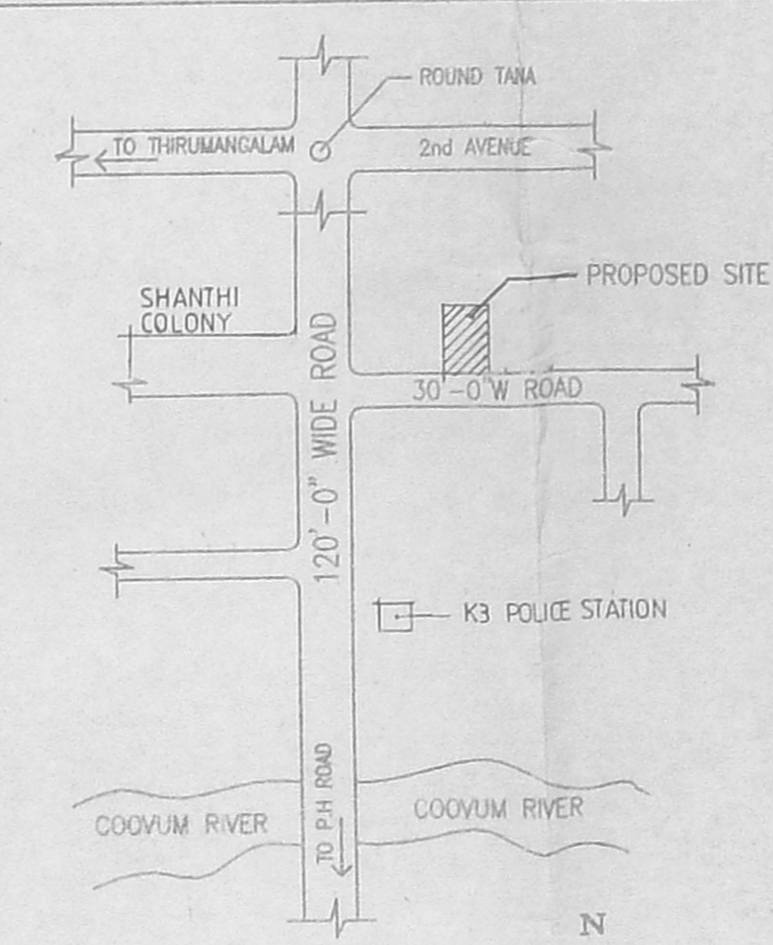 ROUND TANA
TO THIRUMANGALAM
2nd AVENUE
PROPOSED SITE
SHANTHI
COLONY
30'-0"W ROAD
120'-0" WIDE ROAD
K3 POLICE STATION
TO P.H ROAD
COOVUM RIVER
COOVUM RIVER
N